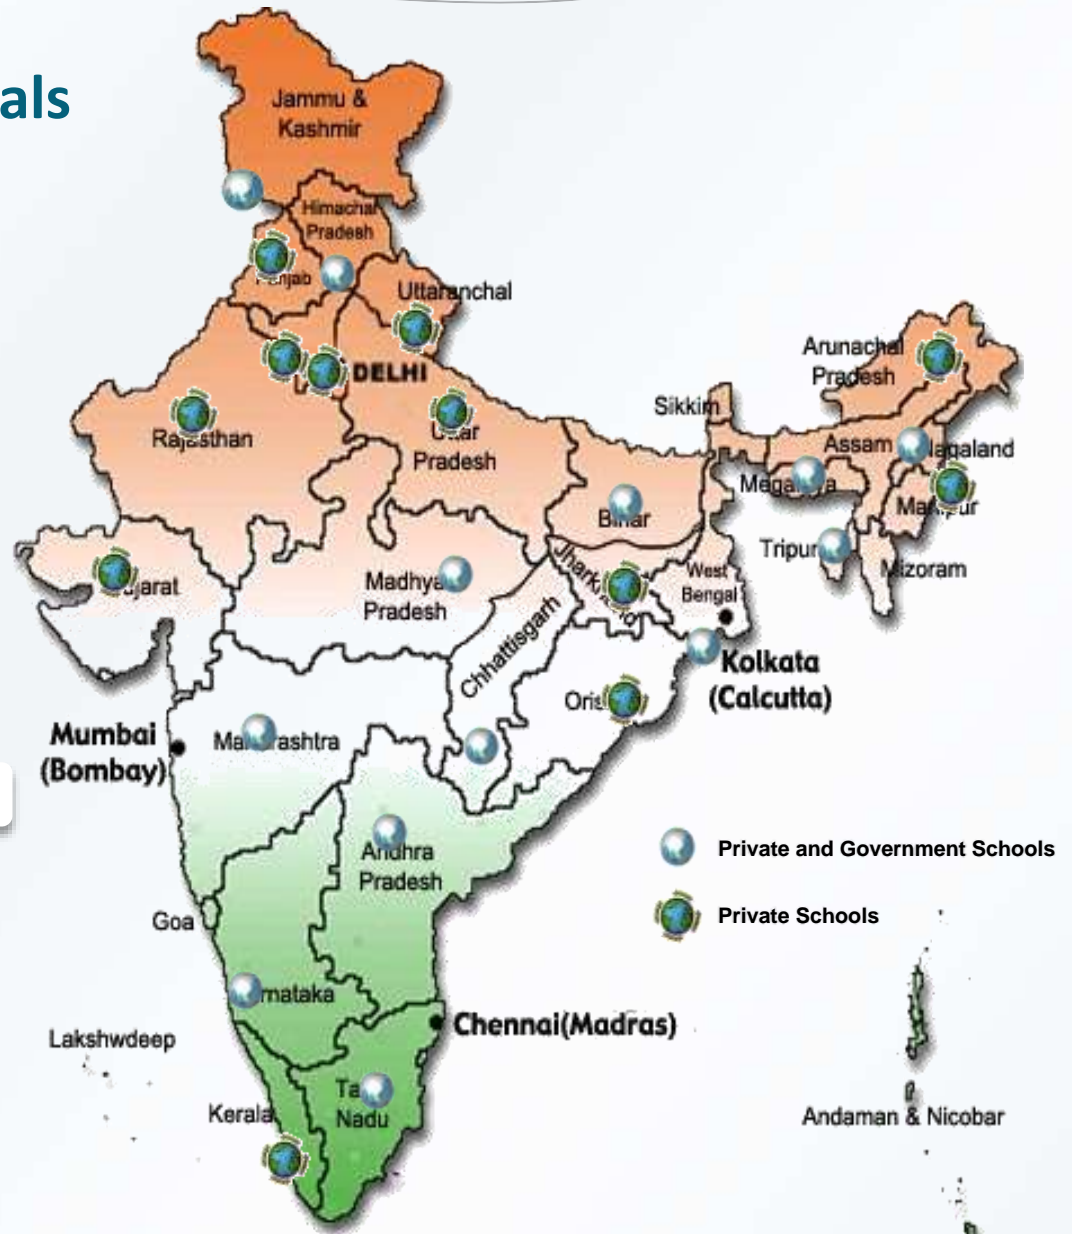 als
Jammu &
Kashmir
Himachal
Pradesh
Uttaranchal
DELHI
Rajasthan
Pradesh
Arunachal
Pradesh
Sikkim
Assam
Nagaland
Tripur
Mizoram
Madhya
Pradesh
West
Bengal
Chhattisgarh
Kolkata
(Calcutta)
Mumbai
(Bombay)
Andhra
Pradesh
Private and Government Schools
Private Schools
Goa
Chennai(Madras)
Lakshwdeep
Kerala
Nadu
Andaman & Nicobar